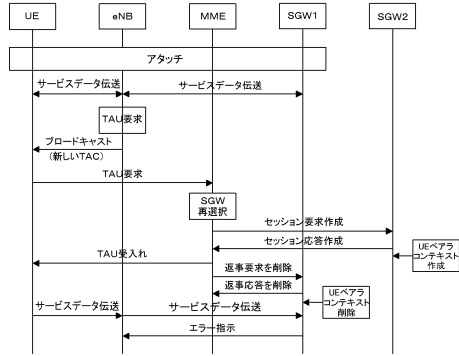 UE
eNB
MME
SGW1
SGW2
アタッチ
サービスデータ伝送
サービスデータ伝送
TAU要求
ブロードキャスト
(新しいTAC)
TAU要求
SGW
再選択
セッション要求作成
セッション応答作成
UEベアラ
コンテキスト
作成
TAU受入れ
返事要求を削除
返事応答を削除
UEベアラ
コンテキスト
削除
サービスデータ伝送
サービスデータ伝送
エラー指示